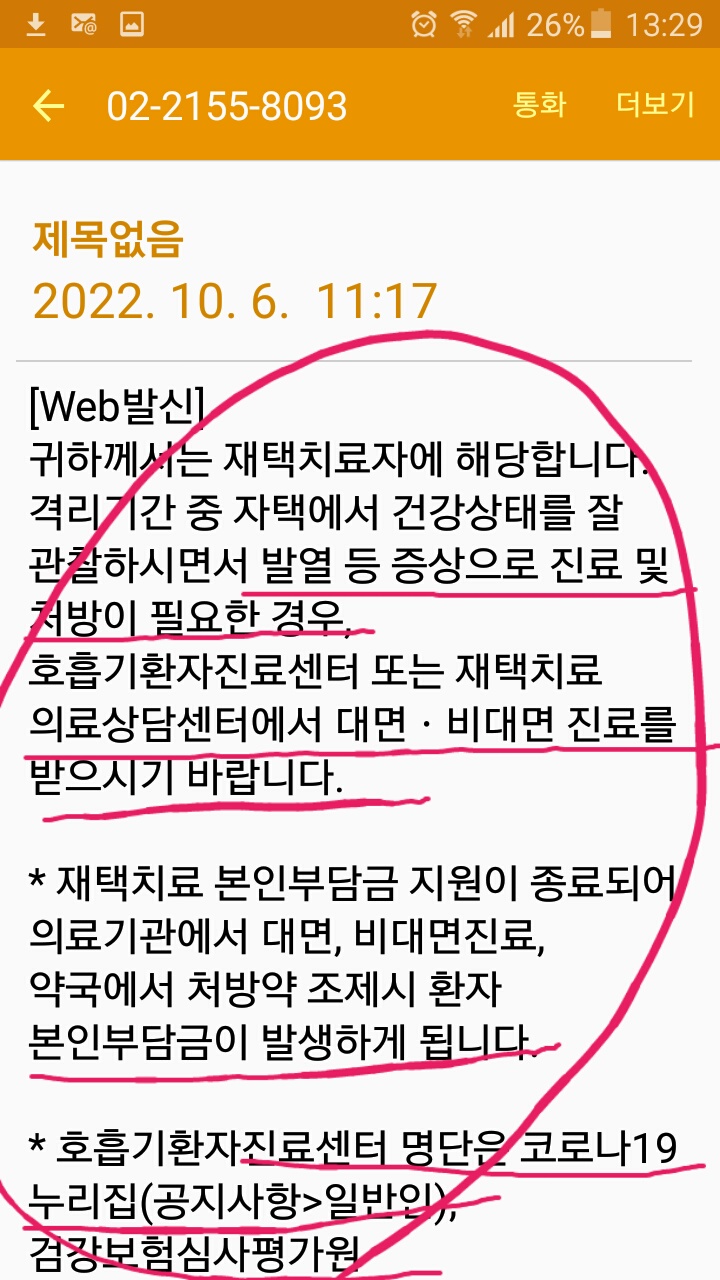 26% 13:29
02-2155-8093 통화 더보기
제목없음
2022. 10. 6. 11:17
[Web발신]
귀하께서는 재택치료자에 해당합니다.
격리기간 중 자택에서 건강상태를 잘
관찰하시면서 발열 등 증상으로 진료 및
처방이 필요한 경우,
호흡기환자진료센터 또는 재택치료
의료상담센터에서 대면 · 비대면 진료를
받으시기 바랍니다.
* 재택치료 본인부담금 지원이 종료되어
의료기관에서 대면, 비대면진료,
약국에서 처방약 조제시 환자
본인부담금이 발생하게 됩니다.
* 호흡기환자진료센터 명단은 코로나19
누리집(공지사항>일반인),
검강보험심사평가원